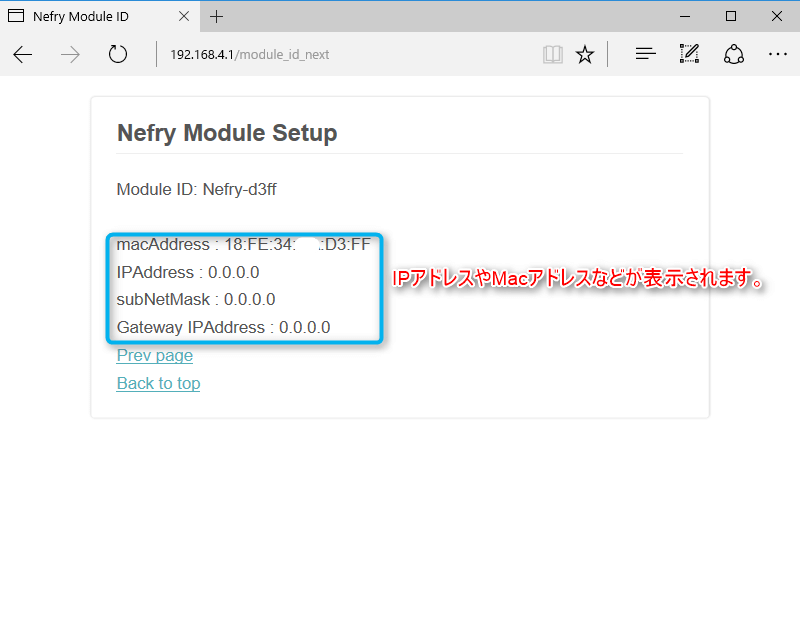 Nefry Module ID
192.168.4.1/module_id_next
Nefry Module Setup
Module ID: Nefry-d3ff
macAddress : 18:FE:34: :D3:FF
IPAddress : 0.0.0.0
subNetMask : 0.0.0.0
Gateway IPAddress : 0.0.0.0
IPアドレスやMacアドレスなどが表示されます。
Prev page
Back to top